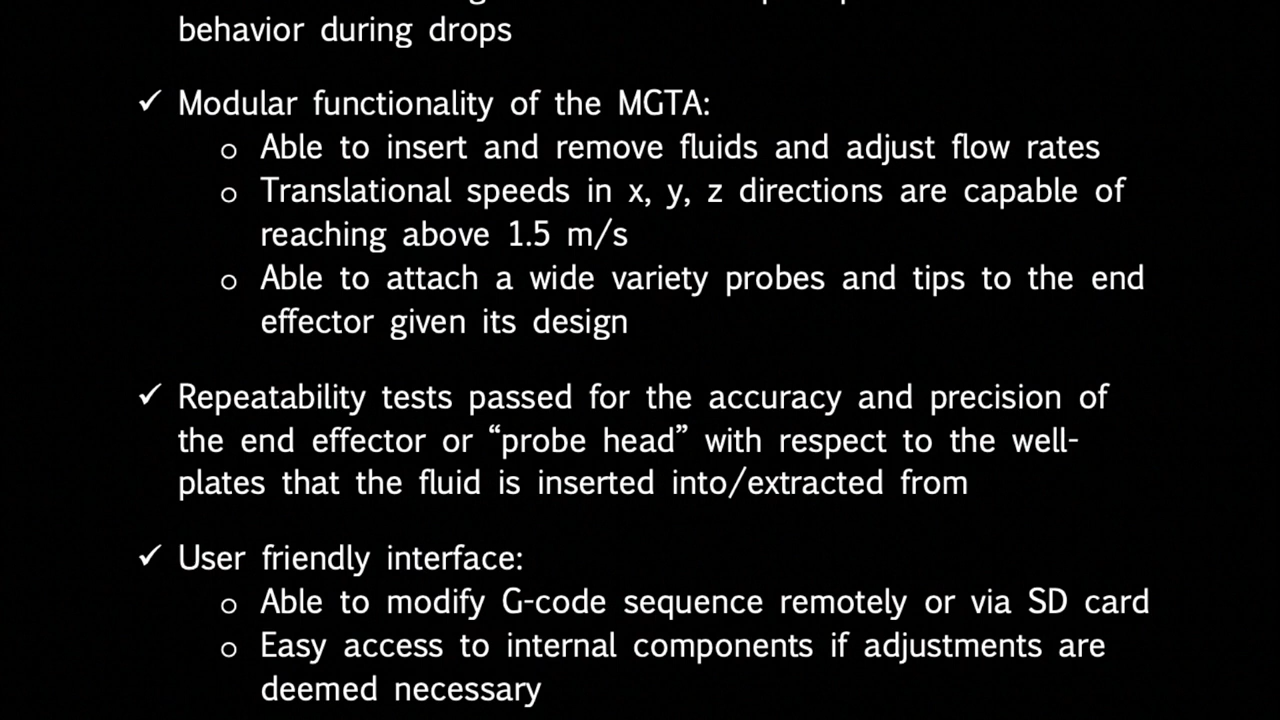 behavior during drops
✓ Modular functionality of the MGTA:
o Able to insert and remove fluids and adjust flow rates
o Translational speeds in x, y, z directions are capable of
reaching above 1.5 m/s
o Able to attach a wide variety probes and tips to the end
effector given its design
✓ Repeatability tests passed for the accuracy and precision of
the end effector or “probe head” with respect to the well-
plates that the fluid is inserted into/extracted from
✓ User friendly interface:
o Able to modify G-code sequence remotely or via SD card
o Easy access to internal components if adjustments are
deemed necessary